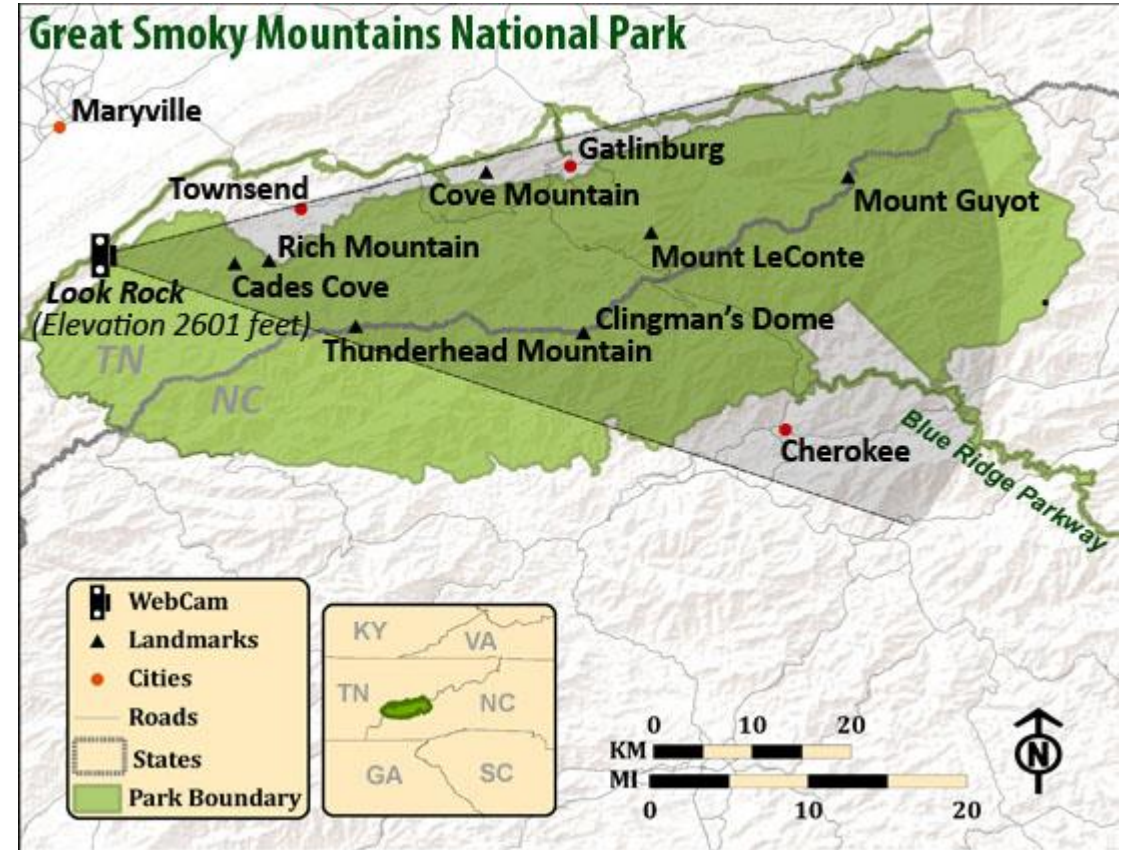 Great Smoky Mountains National Park
Maryville
Gatlinburg
Townsend
Cove Mountain
Mount Guyot
Rich Mountain
Mount LeConte
Cades Cove
Look Rock
(Elevation 2601 feet)
Clingman's Dome
Thunderhead Mountain
TN
NC
Cherokee
Blue Ridge Parkway
WebCam
Landmarks
Cities
Roads
States
Park Boundary
KY
VA
TN
NC
GA
SC
0 10 20
KM
MI
0 10 20
N